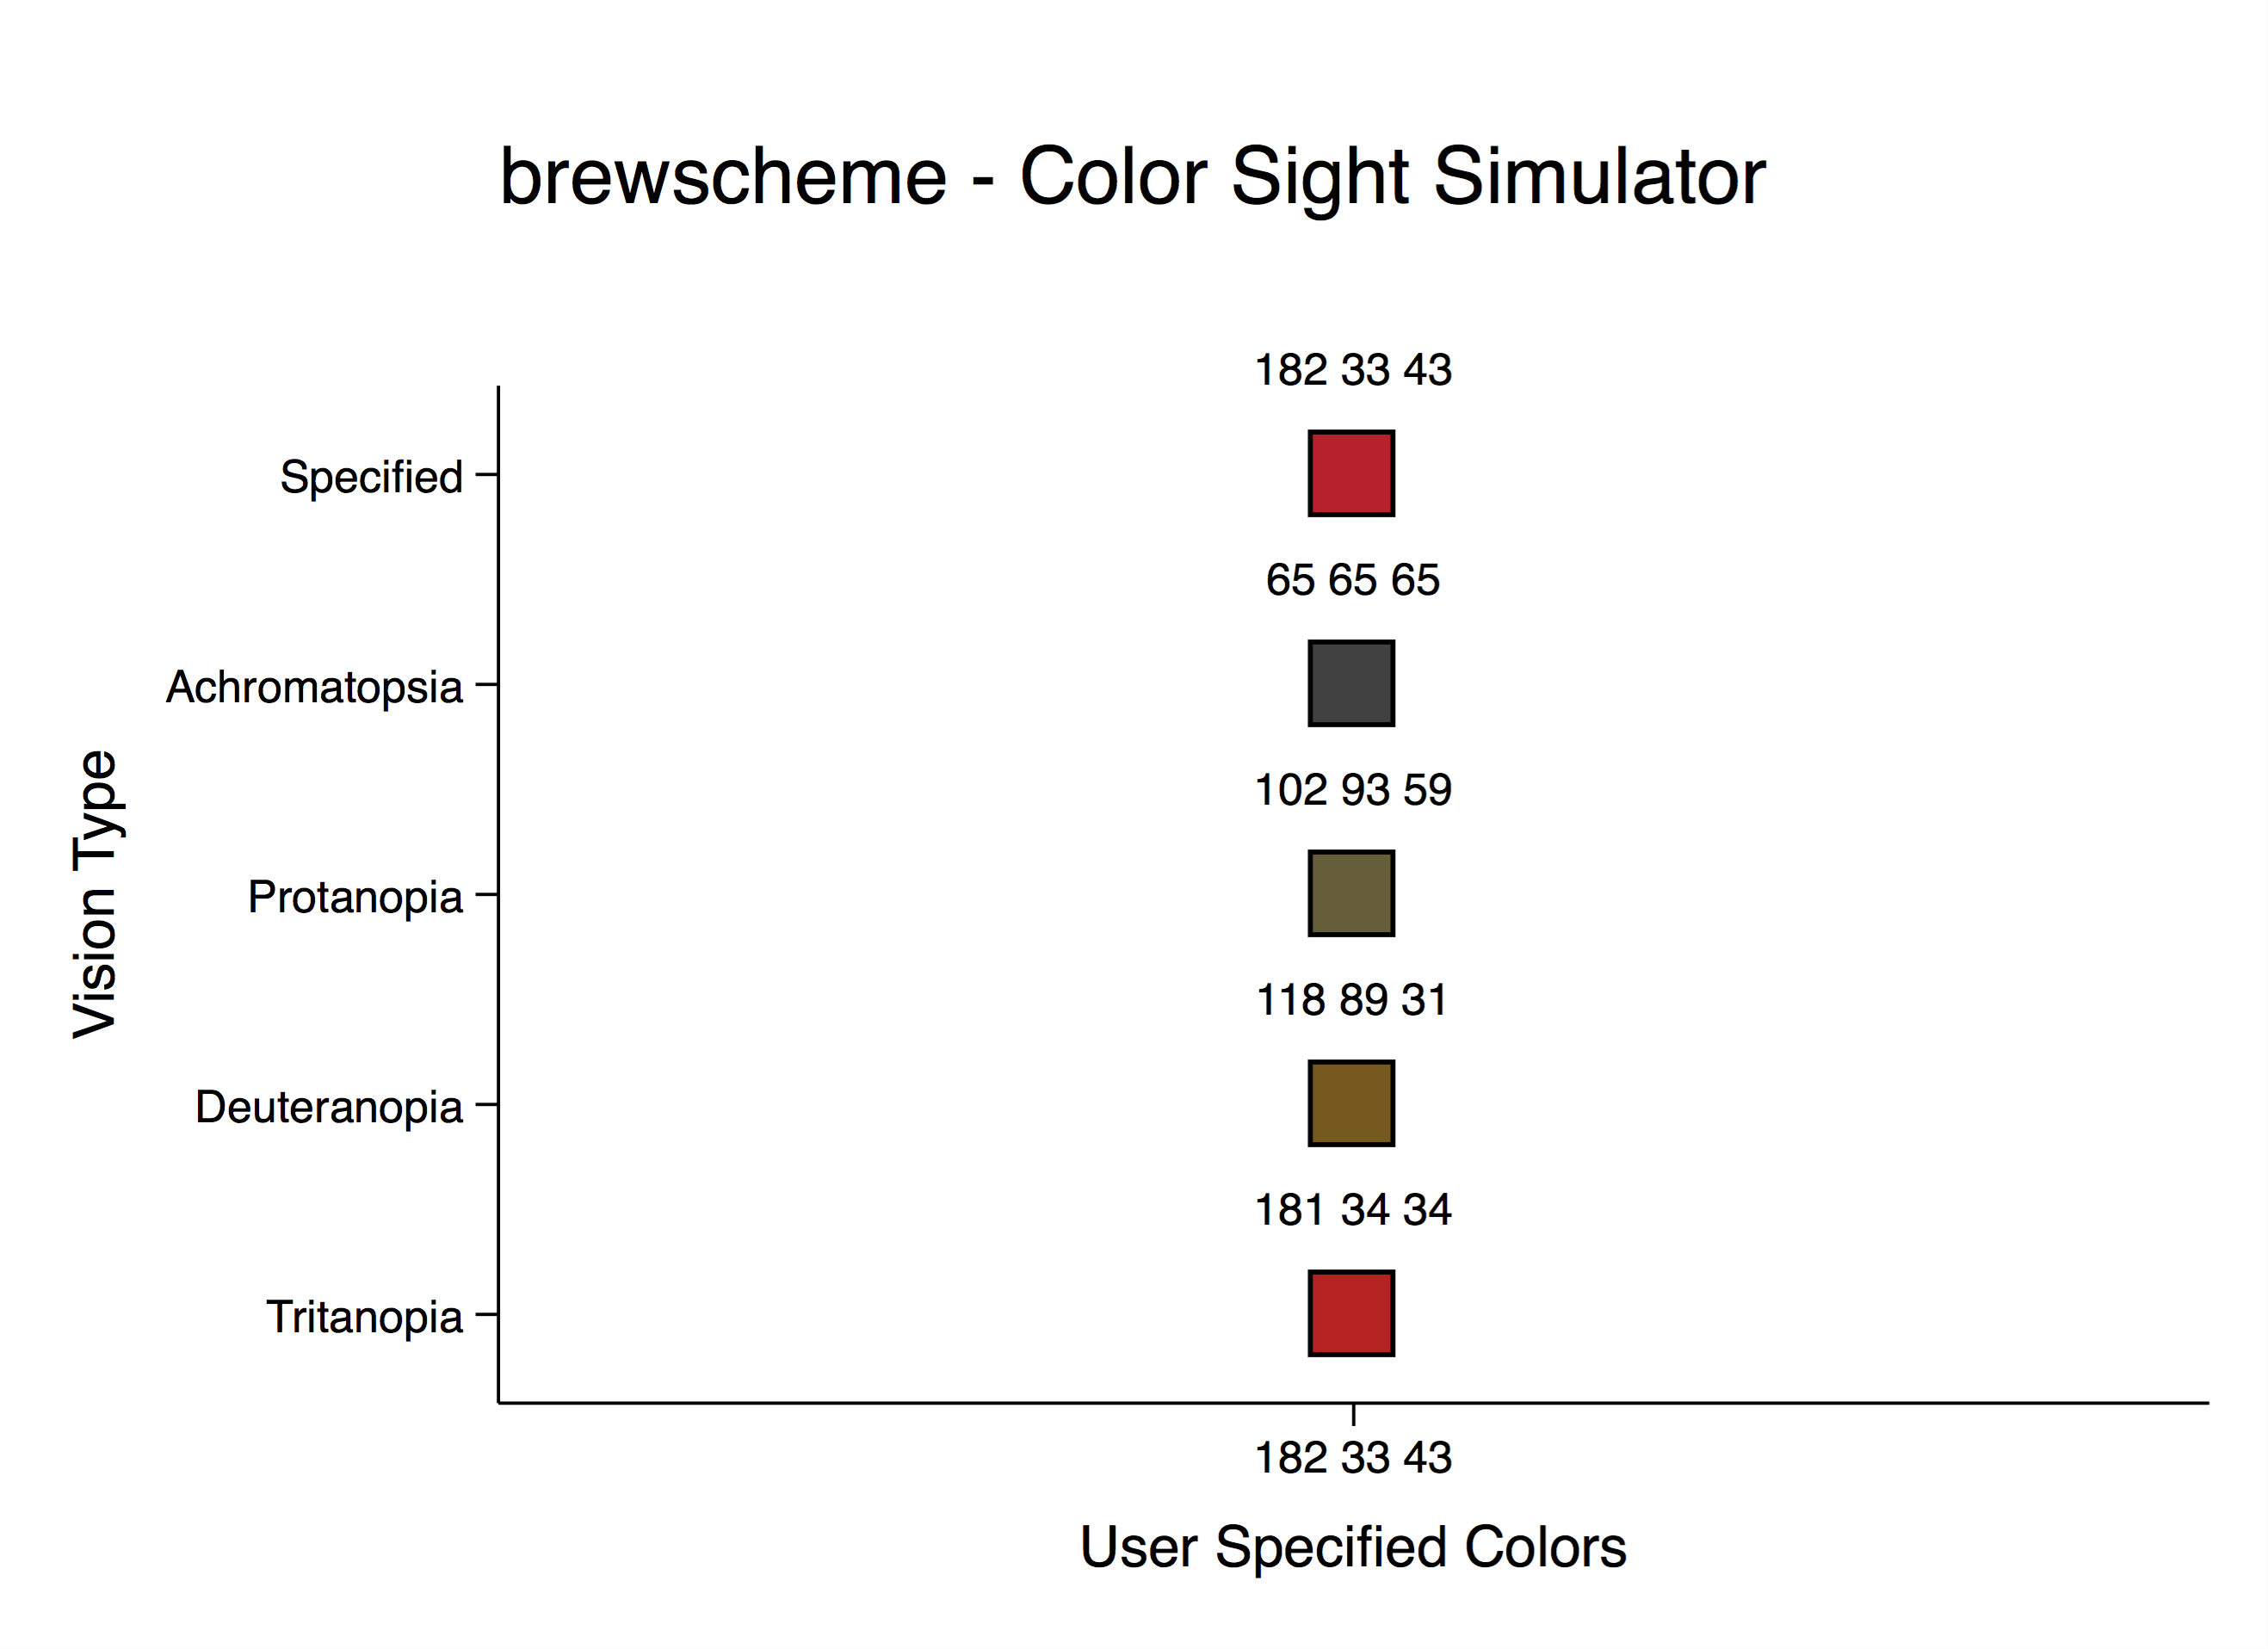 brewscheme - Color Sight Simulator
182 33 43
Specified
65 65 65
Achromatopsia
102 93 59
Protanopia
118 89 31
Deuteranopia
181 34 34
Tritanopia
Vision Type
182 33 43
User Specified Colors